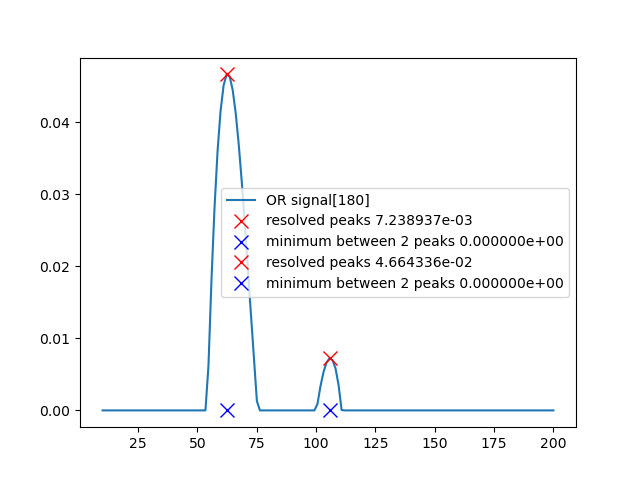 0.04
0.03
0.02
0.01
0.00
OR signal[180]
resolved peaks 7.238937e-03
minimum between 2 peaks 0.000000e+00
resolved peaks 4.664336e-02
minimum between 2 peaks 0.000000e+00
25 50 75 100 125 150 175 200